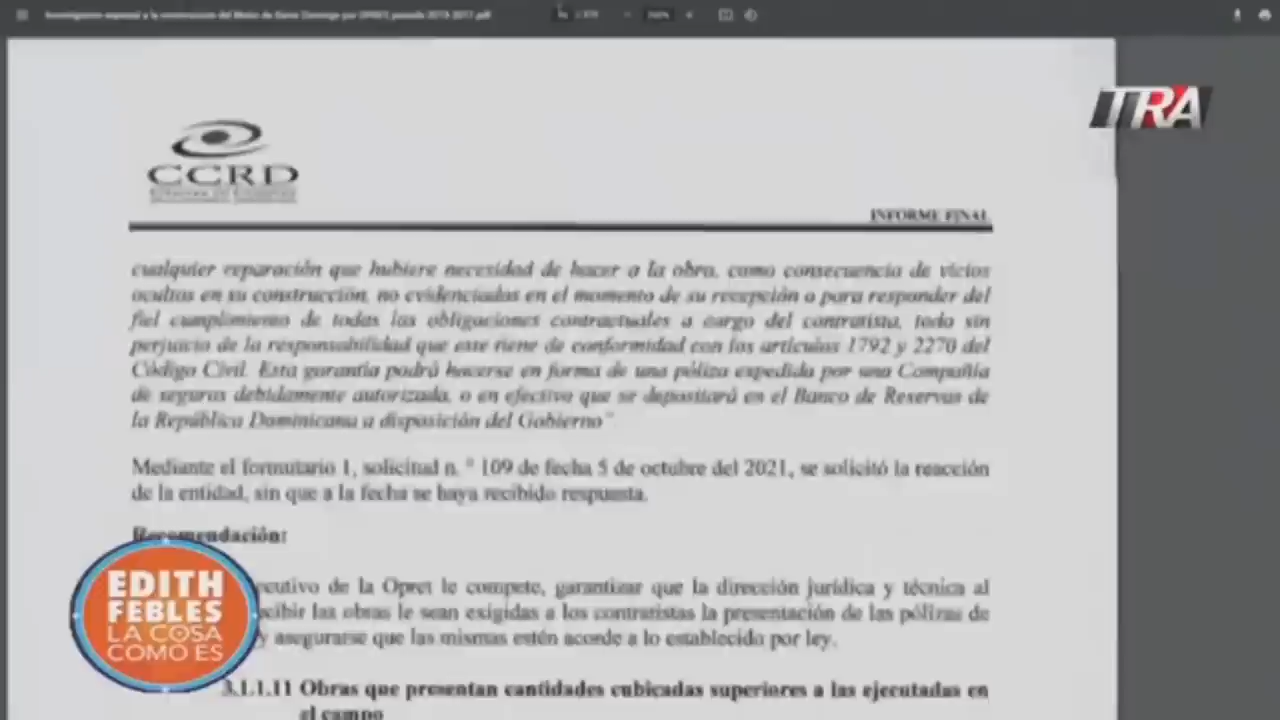 TRA
CCRD
INFORME FINAL
cualquier reparación que hubiere necesidad de hacer a la obra, como consecuencia de vicios
ocultos en su construcción, no evidenciadas en el momento de su recepción o para responder del
fiel cumplimiento de todas las obligaciones contractuales a cargo del contratista, todo sin
perjuicio de la responsabilidad que este tiene de conformidad con los artículos 1792 y 2270 del
Código Civil. Esta garantía podrá hacerse en forma de una póliza expedida por una Compañía
de seguros debidamente autorizada, o en efectivo que se depositará en el Banco de Reservas de
la República Dominicana a disposición del Gobierno"
Mediante el formulario 1, solicitud n. ° 109 de fecha 5 de octubre del 2021, se solicitó la reacción
de la entidad, sin que a la fecha se haya recibido respuesta.
Recomendación:
ecutivo de la Opret le compete, garantizar que la dirección jurídica y técnica al
cibir las obras le sean exigidas a los contratistas la presentación de las pólizas de
y asegurarse que las mismas estén acorde a lo establecido por ley.
3.1.1.11 Obras que presentan cantidades cubicadas superiores a las ejecutadas en
el campo
EDITH
FEBLES
LA COSA
COMO ES